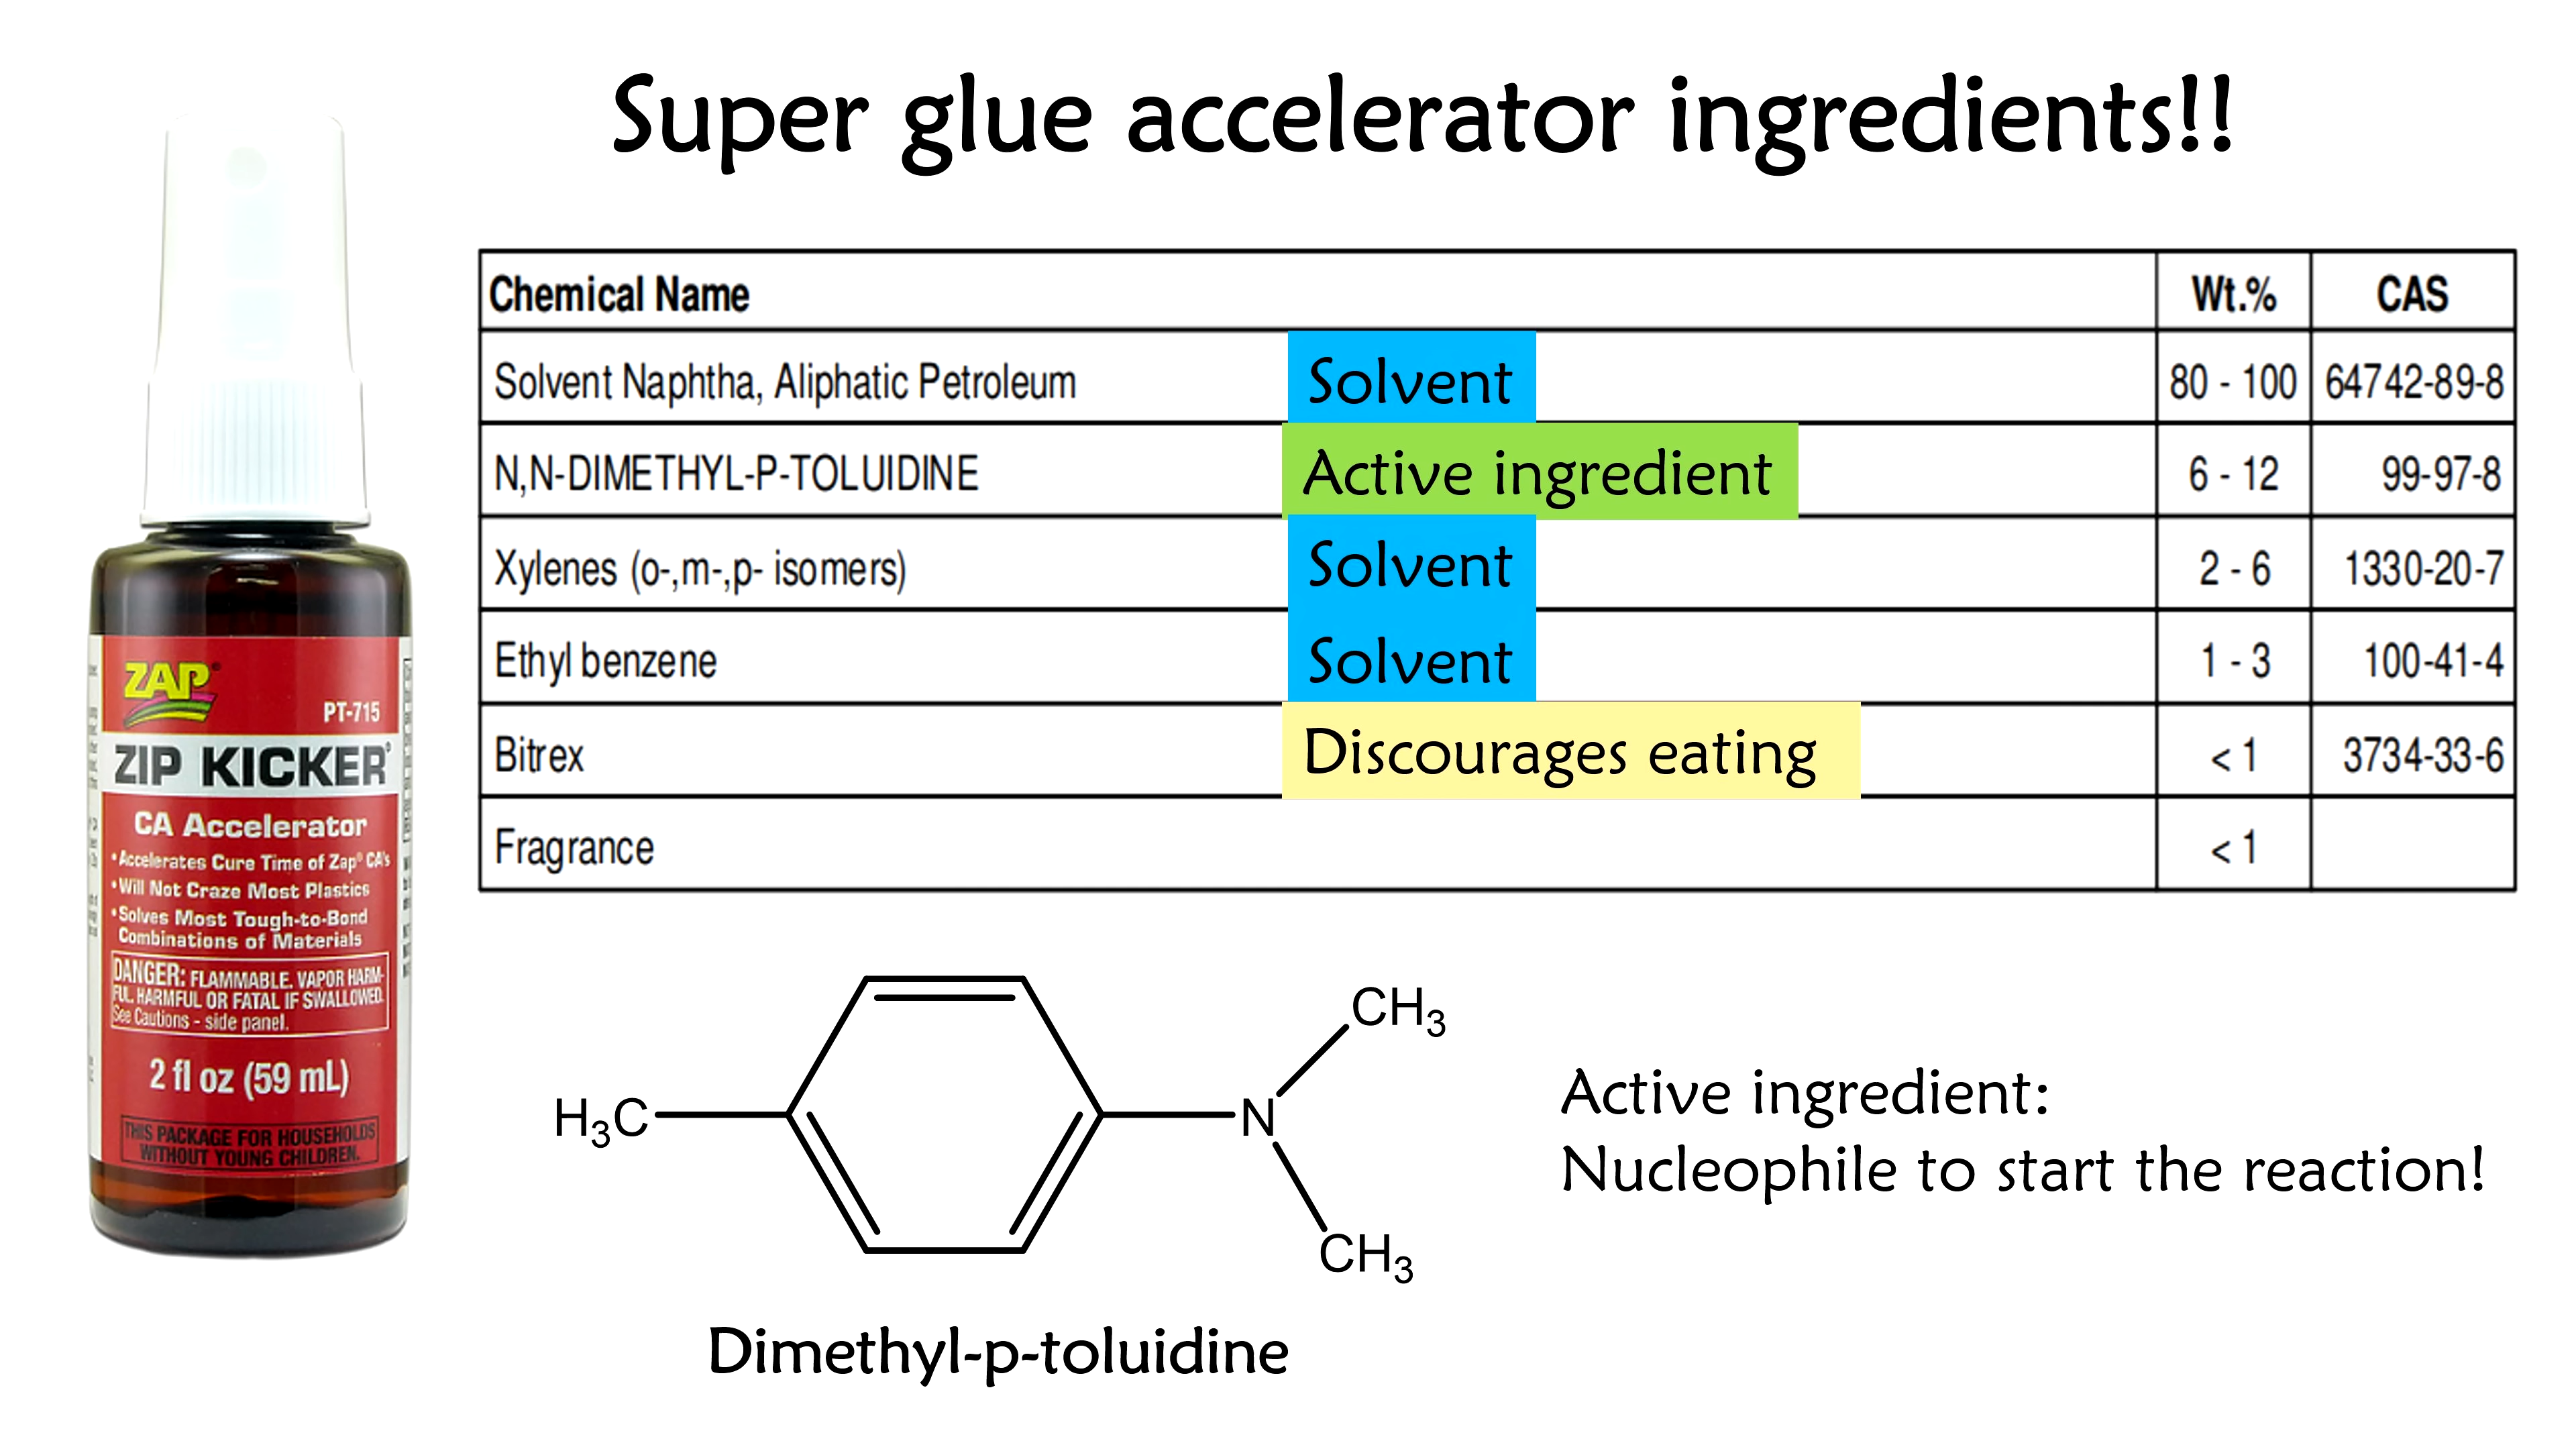 Super glue accelerator ingredients!!
Chemical Name Wt.% CAS
Solvent Naphtha, Aliphatic Petroleum Solvent 80 - 100 64742-89-8
N,N-DIMETHYL-P-TOLUIDINE Active ingredient 6 - 12 99-97-8
Xylenes (o-,m-,p- isomers) Solvent 2 - 6 1330-20-7
Ethyl benzene Solvent 1 - 3 100-41-4
Bitrex Discourages eating < 1 3734-33-6
Fragrance < 1
ZAP®
PT-715
ZIP KICKER®
CA Accelerator
•Accelerates Cure Time of Zap® CA's
•Will Not Craze Most Plastics
•Solves Most Tough-to-Bond
Combinations of Materials
DANGER: FLAMMABLE. VAPOR HARM-
FUL. HARMFUL OR FATAL IF SWALLOWED.
See Cautions - side panel.
2 fl oz (59 mL)
THIS PACKAGE FOR HOUSEHOLDS
WITHOUT YOUNG CHILDREN.
H₃C N CH₃
CH₃
Dimethyl-p-toluidine
Active ingredient:
Nucleophile to start the reaction!